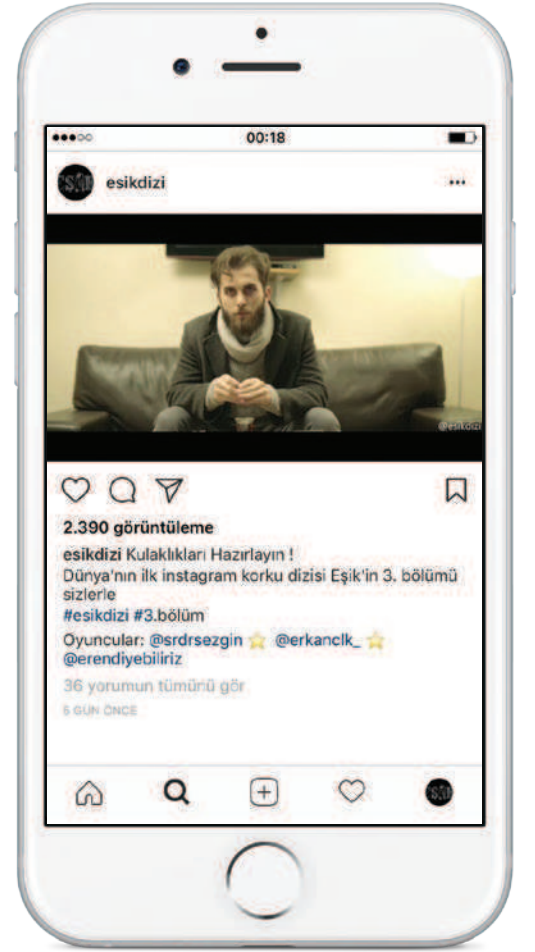 00:18
esikdizi
@esikdizi
2.390 görüntüleme
esikdizi Kulaklıkları Hazırlayın !
Dünya'nın ilk instagram korku dizisi Eşik'in 3. bölümü
sizlerle
#esikdizi #3.bölüm
Oyuncular: @srdrsezgin ⭐ @erkanclk_ ⭐
@erendiyebiliriz
36 yorumun tümünü gör
5 GÜN ÖNCE